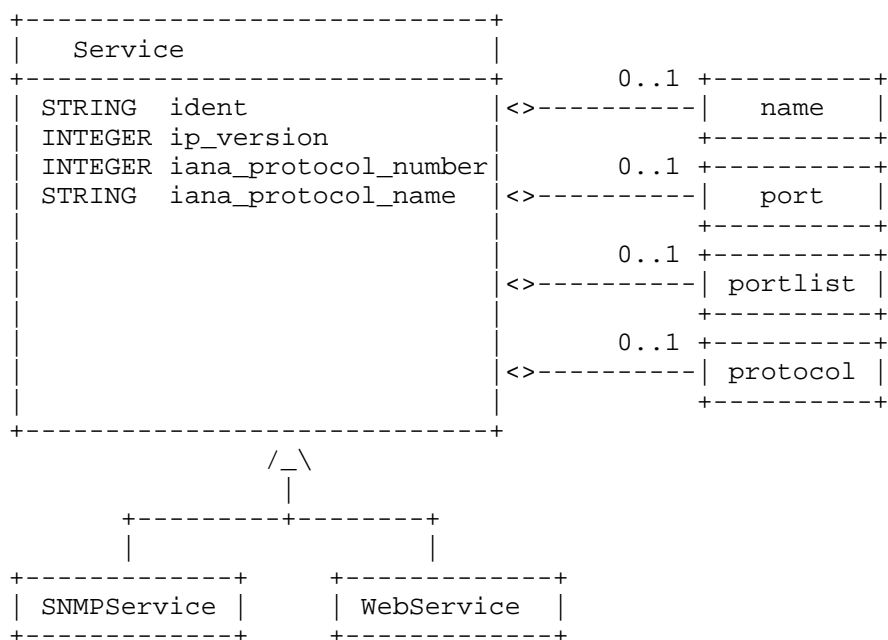 Service
0..1
STRING ident <> name
INTEGER ip_version
INTEGER iana_protocol_number 0..1
STRING iana_protocol_name <> port
0..1
<> portlist
0..1
<> protocol
/_\
SNMPService WebService